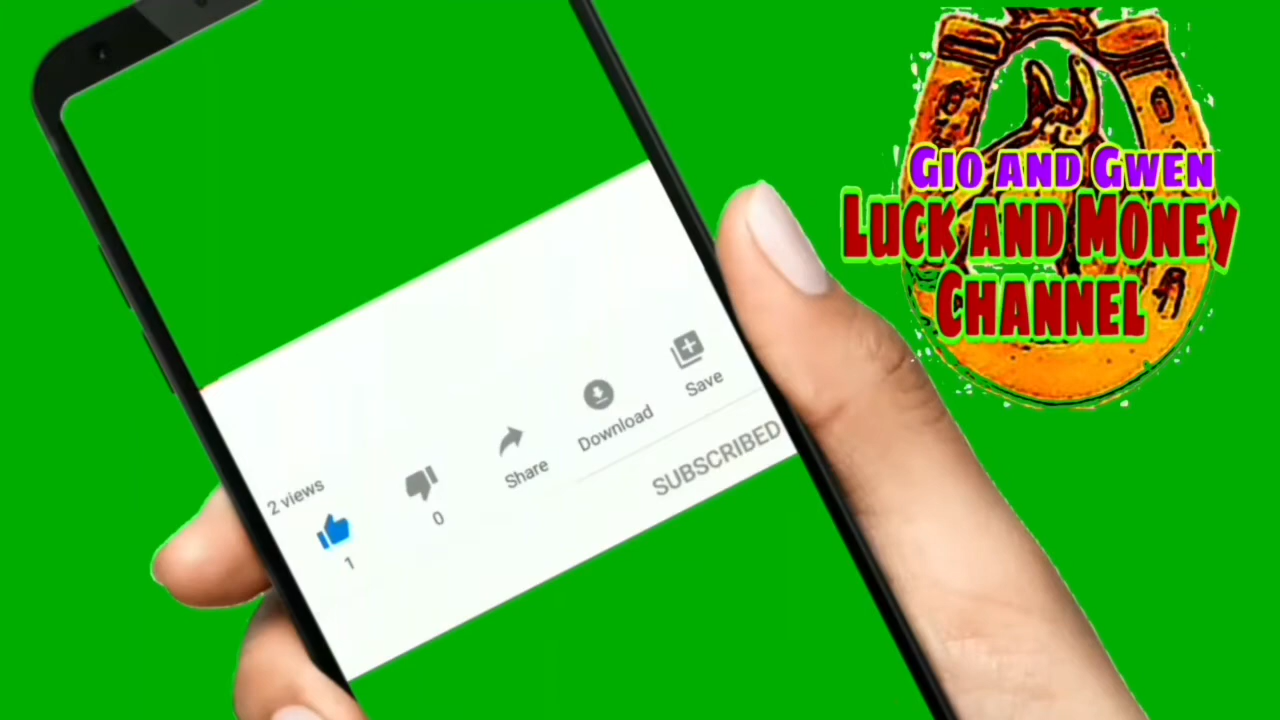 Gio and Gwen
Luck and Money
Channel
2 views
1
0
Share
Download
Save
SUBSCRIBED